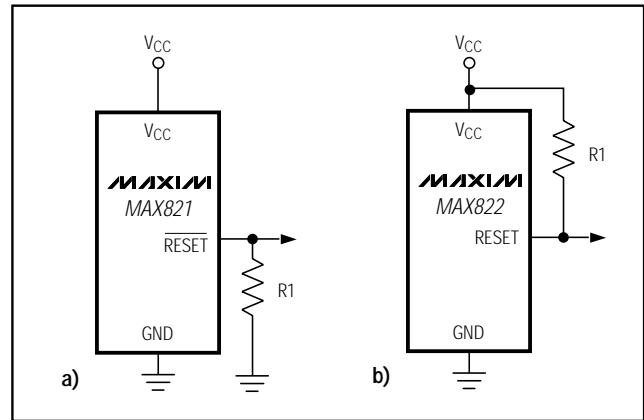 VCC
VCC
MAXIM
MAX821
RESET
R1
GND
a)
VCC
VCC
R1
MAXIM
MAX822
RESET
b)
GND